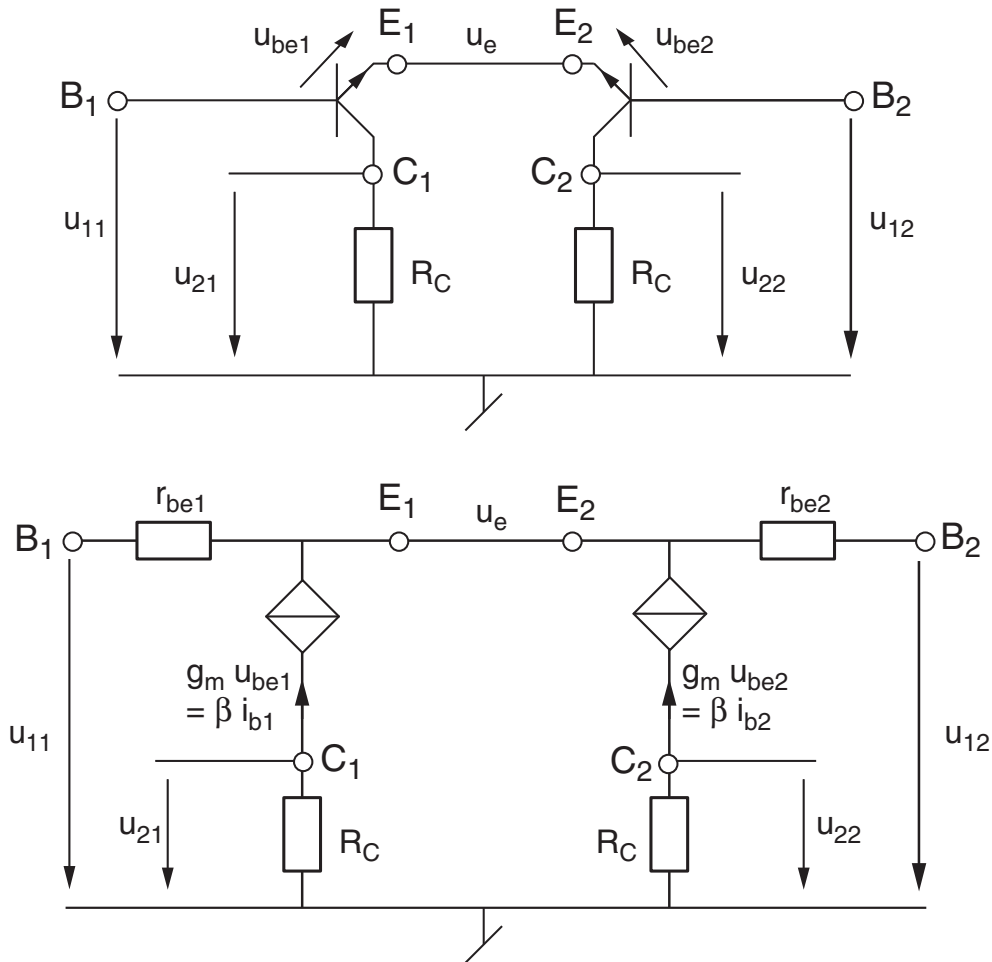 u_be1 E_1 u_e E_2 u_be2
B_1 B_2
C_1 C_2
u_11 u_12
u_21 R_C R_C u_22
r_be1 E_1 u_e E_2 r_be2
B_1 B_2
g_m u_be1 g_m u_be2
= β i_b1 = β i_b2
u_11 u_12
C_1 C_2
u_21 R_C R_C u_22